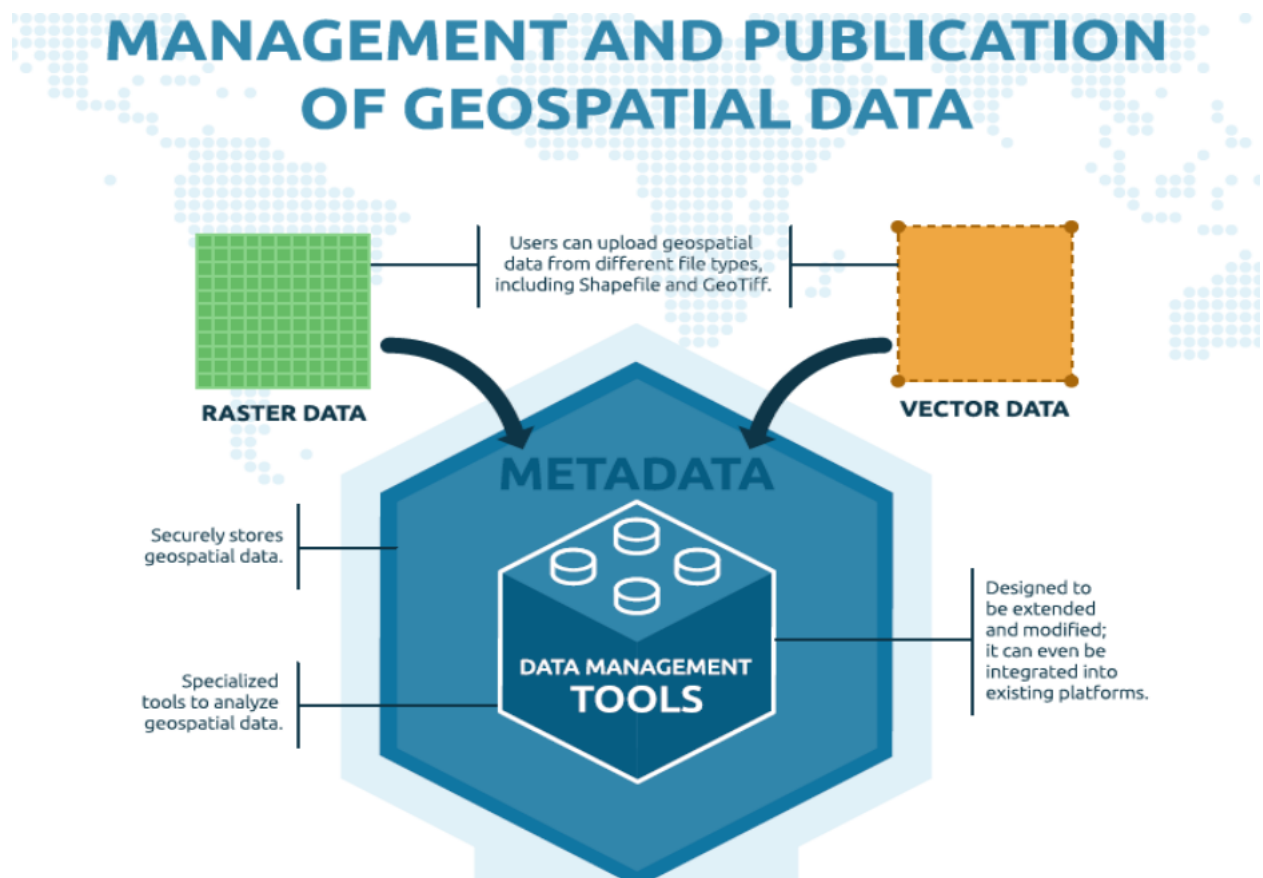 MANAGEMENT AND PUBLICATION
OF GEOSPATIAL DATA
Users can upload geospatial
data from different file types,
including Shapefile and GeoTiff.
RASTER DATA
VECTOR DATA
METADATA
Securely stores
geospatial data.
Designed to
be extended
and modified;
it can even be
integrated into
existing platforms.
Specialized
tools to analyze
geospatial data.
DATA MANAGEMENT
TOOLS